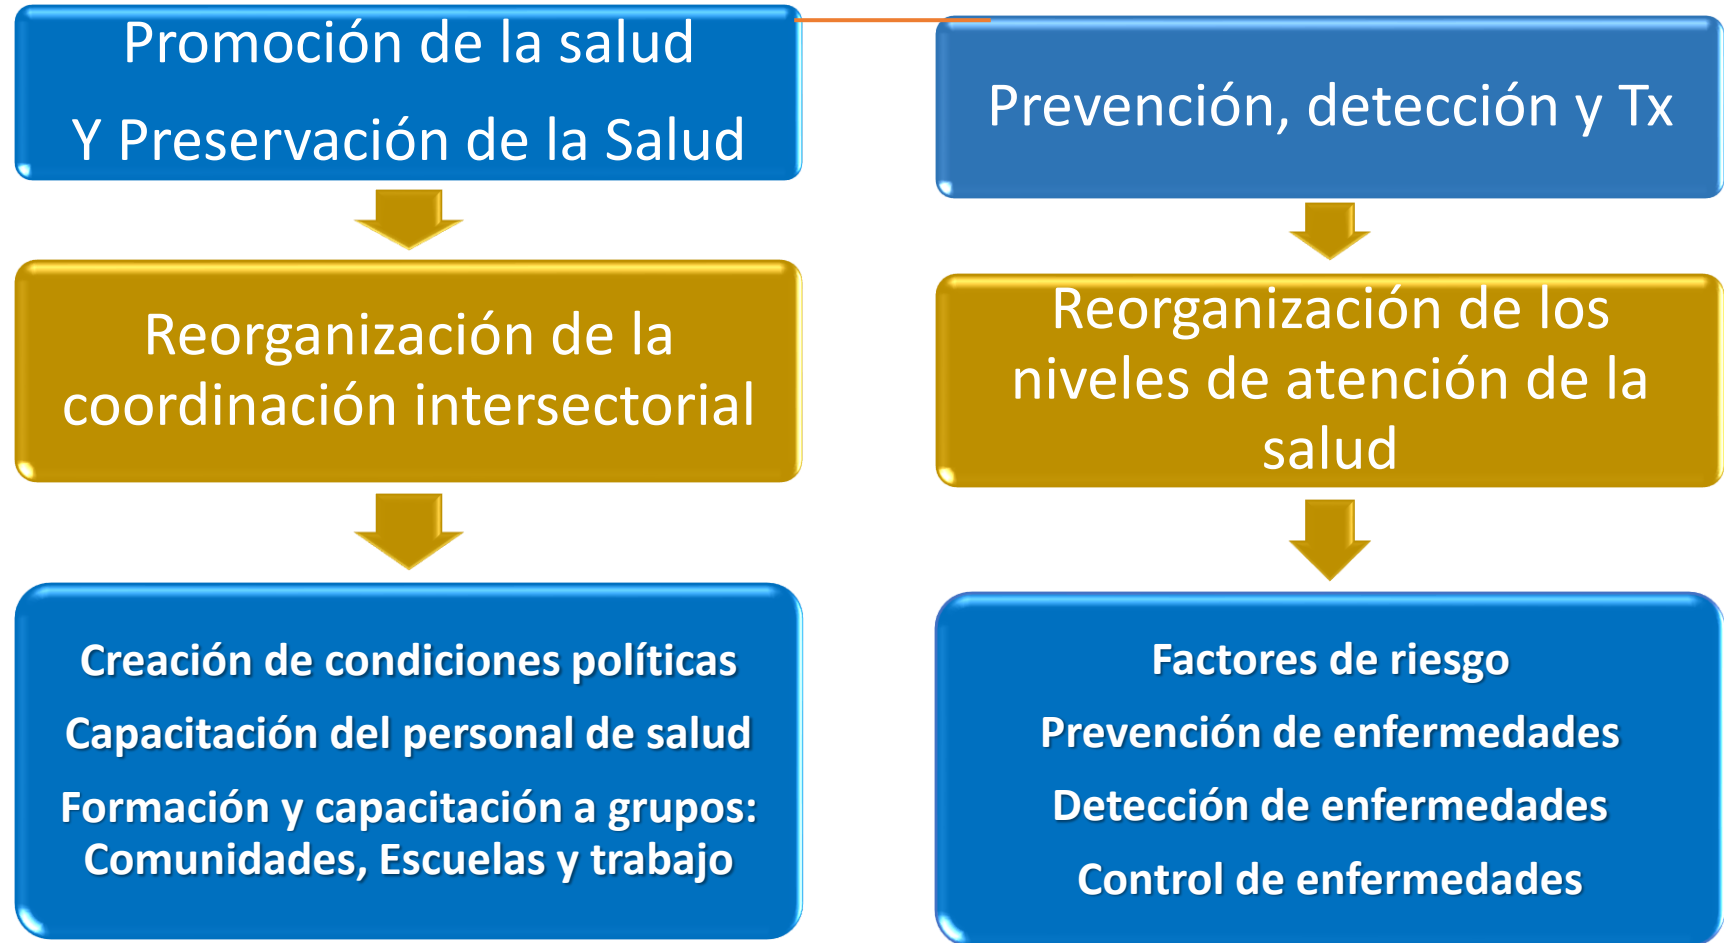 Promoción de la salud
Y Preservación de la Salud
Reorganización de la
coordinación intersectorial
Creación de condiciones políticas
Capacitación del personal de salud
Formación y capacitación a grupos:
Comunidades, Escuelas y trabajo
Prevención, detección y Tx
Reorganización de los
niveles de atención de la
salud
Factores de riesgo
Prevención de enfermedades
Detección de enfermedades
Control de enfermedades